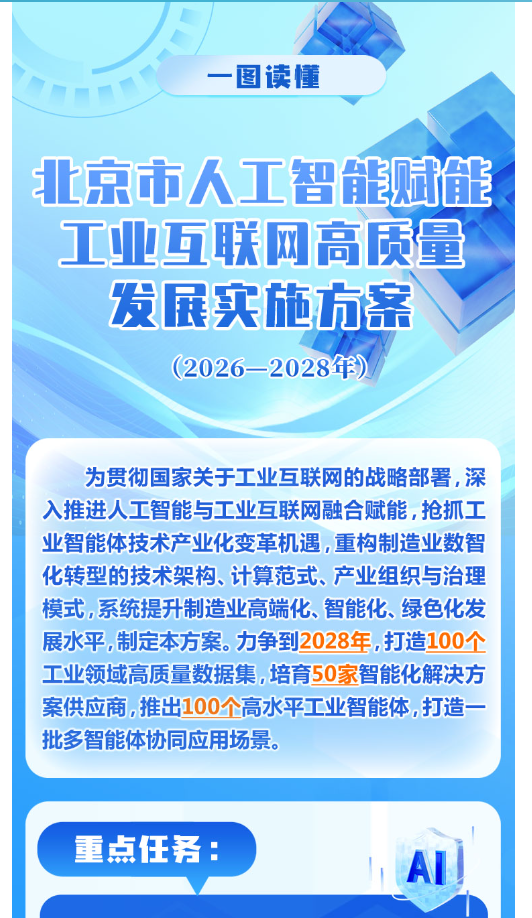 一图读懂
北京市人工智能赋能
工业互联网高质量
发展实施方案
（2026—2028年）
为贯彻国家关于工业互联网的战略部署，深
入推进人工智能与工业互联网融合赋能，抢抓工
业智能体技术产业化变革机遇，重构制造业数智
化转型的技术架构、计算范式、产业组织与治理
模式，系统提升制造业高端化、智能化、绿色化发
展水平，制定本方案。力争到2028年，打造100个
工业领域高质量数据集，培育50家智能化解决方
案供应商，推出100个高水平工业智能体，打造一
批多智能体协同应用场景。
重点任务：
AI